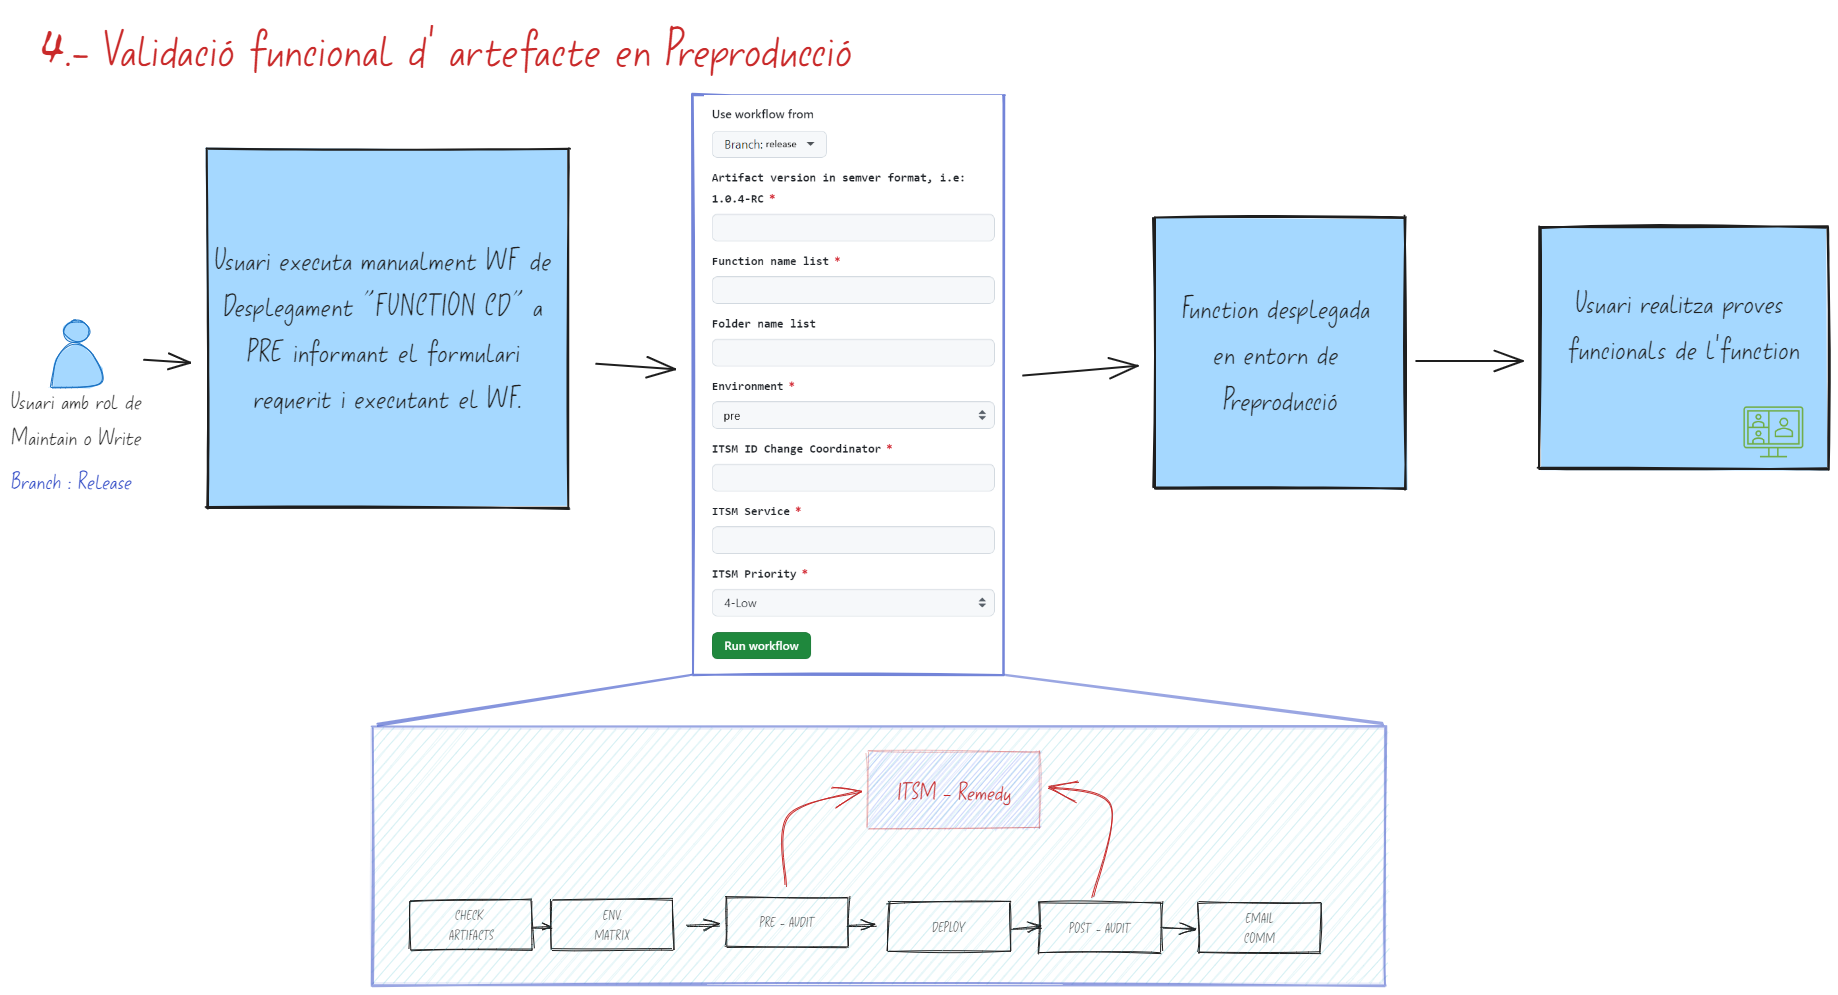 4.- Validació funcional d' artefacte en Preproducció
Usuari amb rol de
Maintain o Write
Branch : Release
Usuari executa manualment WF de
Desplegament "FUNCTION CD" a
PRE informant el formulari
requerit i executant el WF.
Use workflow from
Branch: release
Artifact version in semver format, i.e:
1.0.4-RC *
Function name list *
Folder name list
Environment *
pre
ITSM ID Change Coordinator *
ITSM Service *
ITSM Priority *
4-Low
Run workflow
Function desplegada
en entorn de
Preproducció
Usuari realitza proves
funcionals de l'function
ITSM - Remedy
CHECK
ARTIFACTS
ENV.
MATRIX
PRE - AUDIT
DEPLOY
POST - AUDIT
EMAIL
COMM